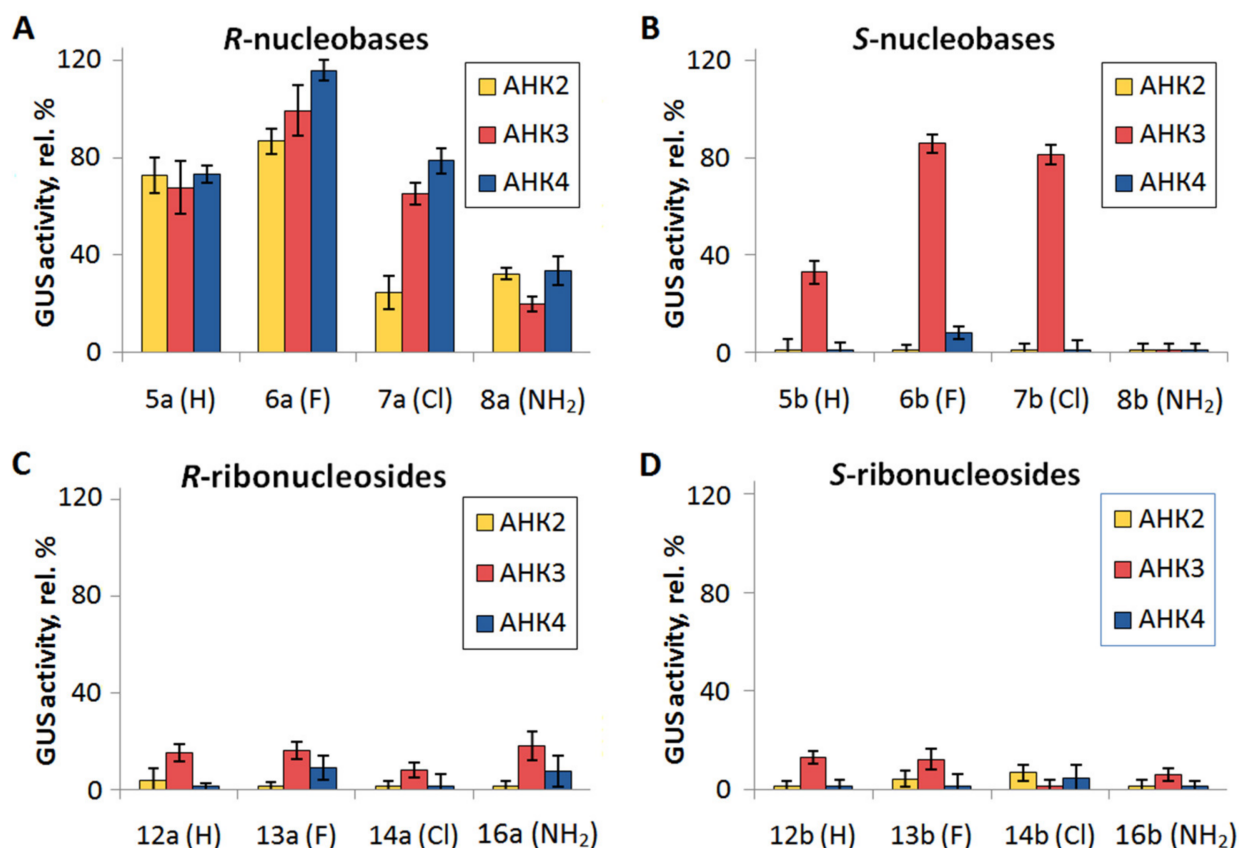 A
R-nucleobases
GUS activity, rel. %
120
80
40
0
AHK2
AHK3
AHK4
5a (H) 6a (F) 7a (Cl) 8a (NH₂)
B
S-nucleobases
GUS activity, rel. %
120
80
40
0
AHK2
AHK3
AHK4
5b (H) 6b (F) 7b (Cl) 8b (NH₂)
C
R-ribonucleosides
GUS activity, rel. %
120
80
40
0
AHK2
AHK3
AHK4
12a (H) 13a (F) 14a (Cl) 16a (NH₂)
D
S-ribonucleosides
GUS activity, rel. %
120
80
40
0
AHK2
AHK3
AHK4
12b (H) 13b (F) 14b (Cl) 16b (NH₂)